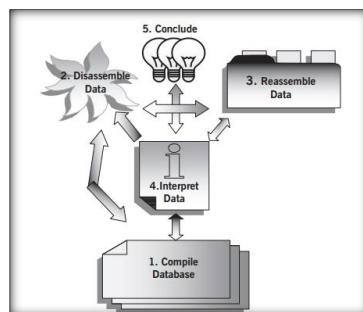 5. Conclude
2. Disassemble
Data
3. Reassemble
Data
i
4.Interpret
Data
1. Compile
Database